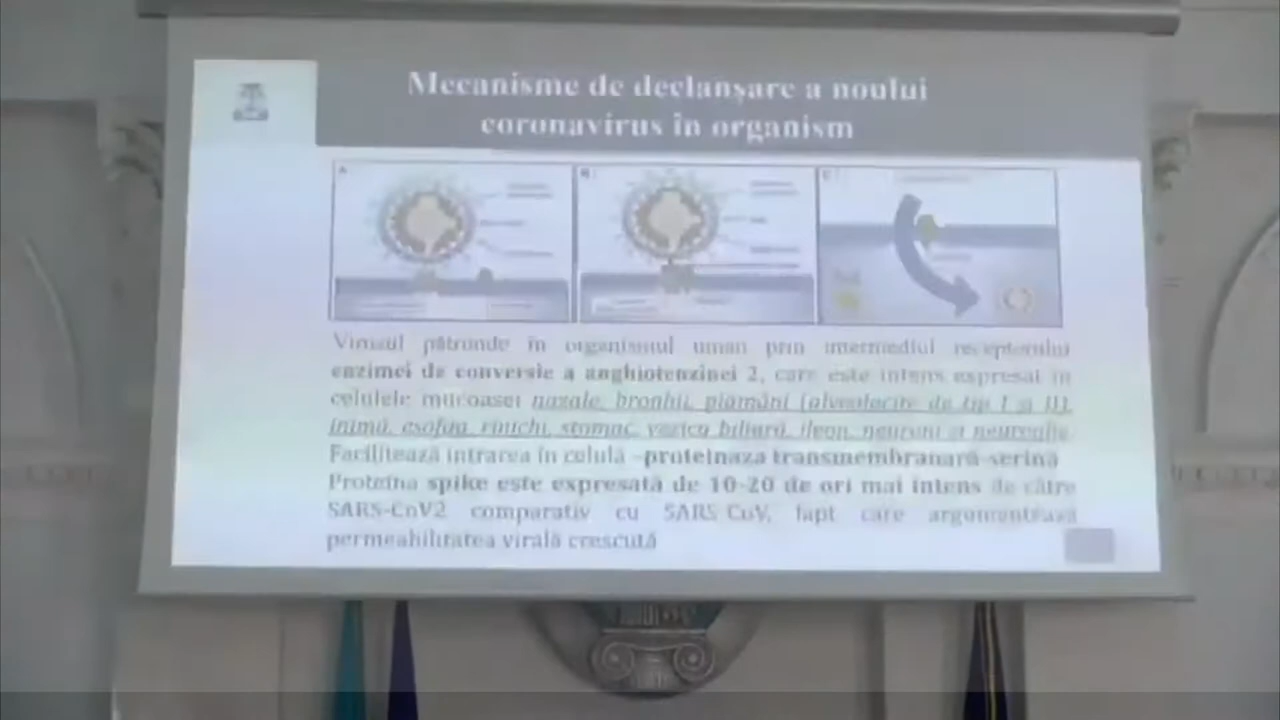 Mecanisme de declanșare a noului
coronavirus în organism
A
B
C
Virusul pătrunde în organismul uman prin intermediul receptorului
enzimei de conversie a anghiotenzinei 2, care este intens expresat în
celulele mucoasei nazale, bronhii, plămâni (alveolocite de tip I și II),
inimă, esofag, rinichi, stomac, vezica biliară, ileon, neuroni și neuroglie.
Facilitează intrarea în celulă -proteinaza transmembranară-serină
Proteina spike este expresată de 10-20 de ori mai intens de către
SARS-CoV2 comparativ cu SARS-CoV, fapt care argumentează
permeabilitatea virală crescută